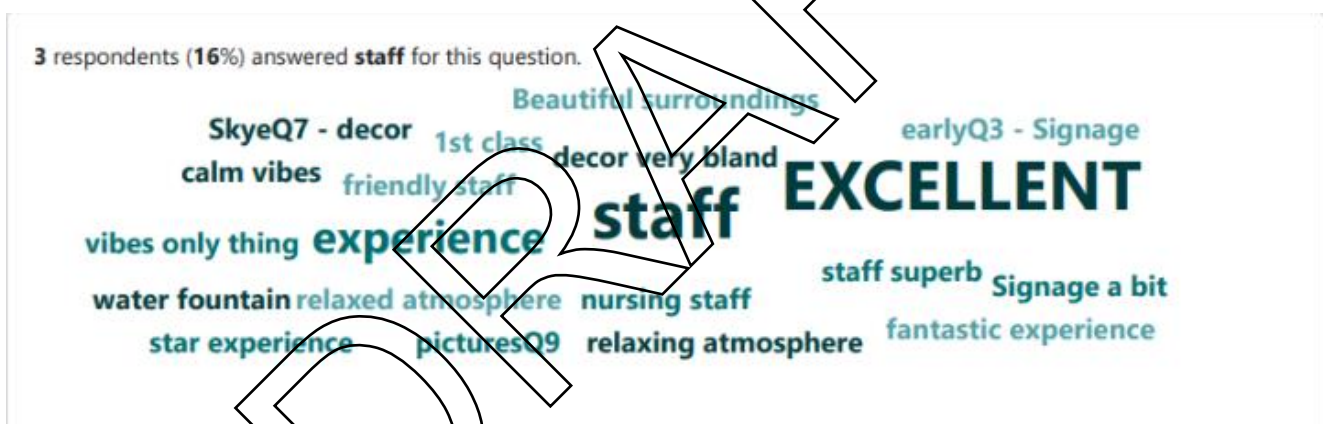 3 respondents (16%) answered staff for this question.
Beautiful surroundings
SkyeQ7 - decor
1st class
decor very bland
earlyQ3 - Signage
calm vibes
friendly staff
staff
EXCELLENT
vibes only thing
experience
staff superb
Signage a bit
water fountain
relaxed atmosphere
nursing staff
star experience
picturesQ9
relaxing atmosphere
fantastic experience
DRA